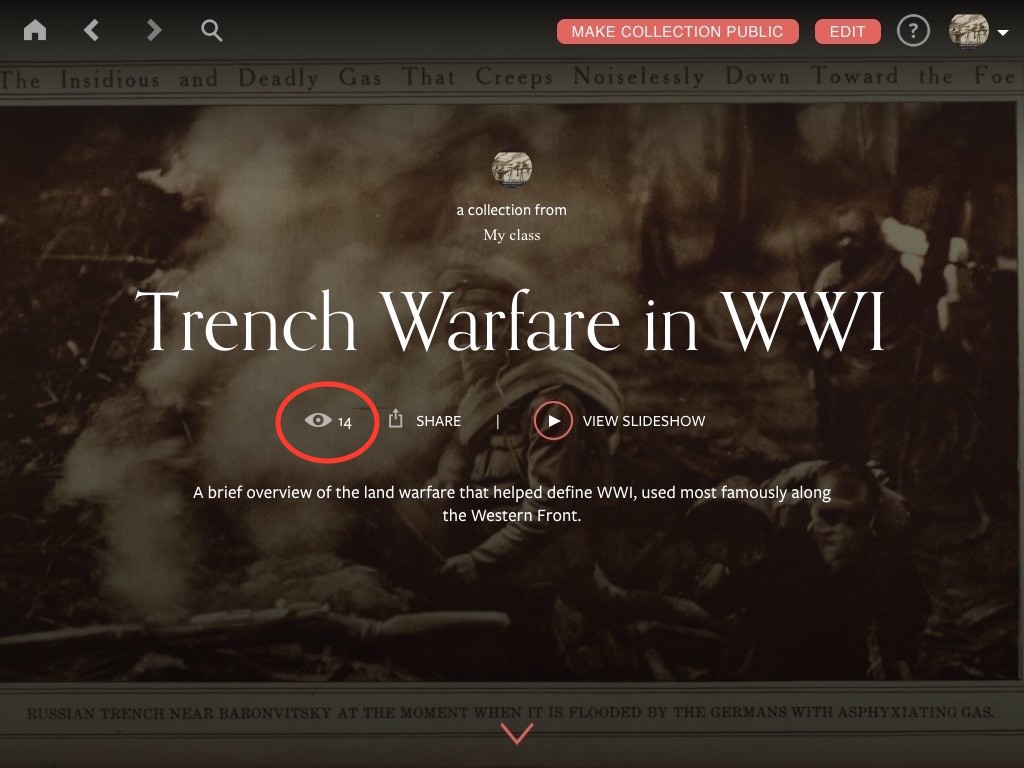 MAKE COLLECTION PUBLIC EDIT ?
The Insidious and Deadly Gas That Creeps Noiselessly Down Toward the Foe
a collection from
My class
Trench Warfare in WWI
14 SHARE | VIEW SLIDESHOW
A brief overview of the land warfare that helped define WWI, used most famously along
the Western Front.
RUSSIAN TRENCH NEAR BARONVITSKY AT THE MOMENT WHEN IT IS FLOODED BY THE GERMANS WITH ASPHYXIATING GAS.